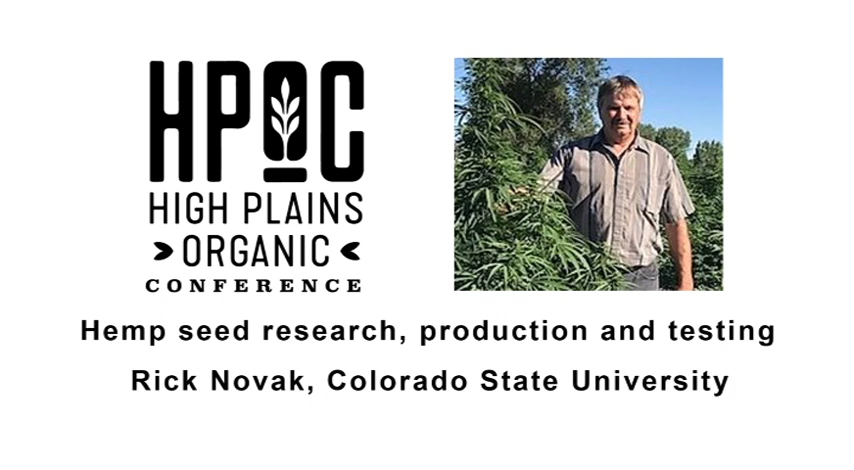 HPOC
HIGH PLAINS
ORGANIC
CONFERENCE
Hemp seed research, production and testing
Rick Novak, Colorado State University